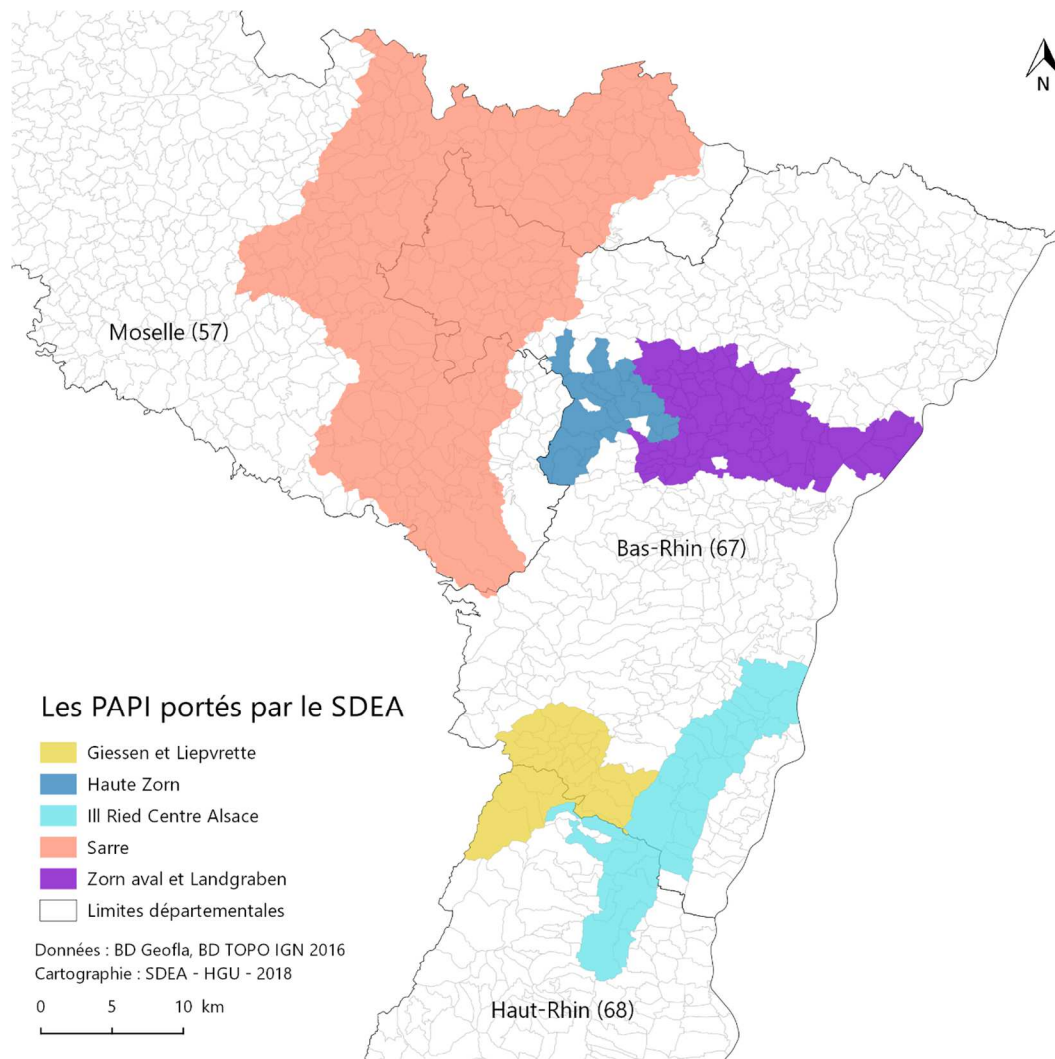 N
Moselle (57)
Bas-Rhin (67)
Les PAPI portés par le SDEA
Giessen et Liepvrette
Haute Zorn
Ill Ried Centre Alsace
Sarre
Zorn aval et Landgraben
Limites départementales
Données : BD Geofla, BD TOPO IGN 2016
Cartographie : SDEA - HGU - 2018
0 5 10 km
Haut-Rhin (68)